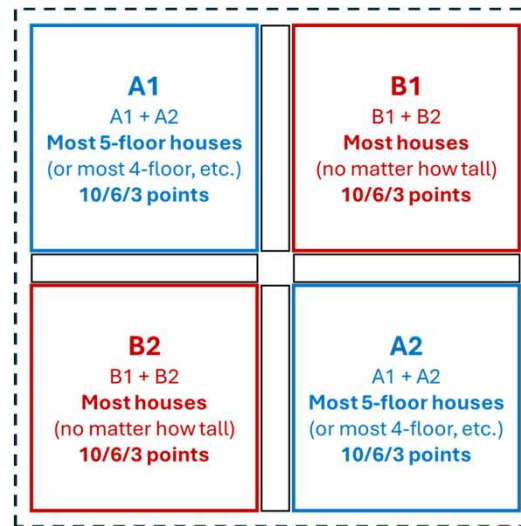 A1
A1 + A2
Most 5-floor houses
(or most 4-floor, etc.)
10/6/3 points
B1
B1 + B2
Most houses
(no matter how tall)
10/6/3 points
B2
B1 + B2
Most houses
(no matter how tall)
10/6/3 points
A2
A1 + A2
Most 5-floor houses
(or most 4-floor, etc.)
10/6/3 points